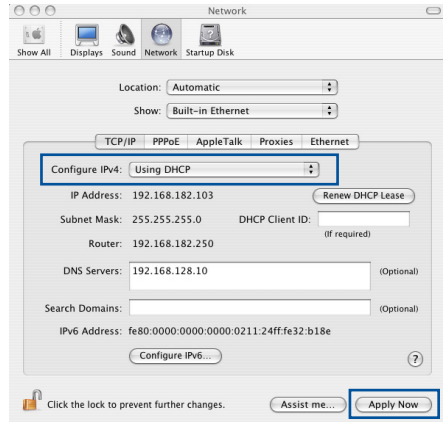 Network
Show All Displays Sound Network Startup Disk
Location: Automatic
Show: Built-in Ethernet
TCP/IP PPPoE AppleTalk Proxies Ethernet
Configure IPv4: Using DHCP
IP Address: 192.168.182.103 Renew DHCP Lease
Subnet Mask: 255.255.255.0 DHCP Client ID:
(If required)
Router: 192.168.182.250
DNS Servers: 192.168.128.10 (Optional)
Search Domains: (Optional)
IPv6 Address: fe80:0000:0000:0000:0211:24ff:fe32:b18e
Configure IPv6... ?
Click the lock to prevent further changes. Assist me... Apply Now